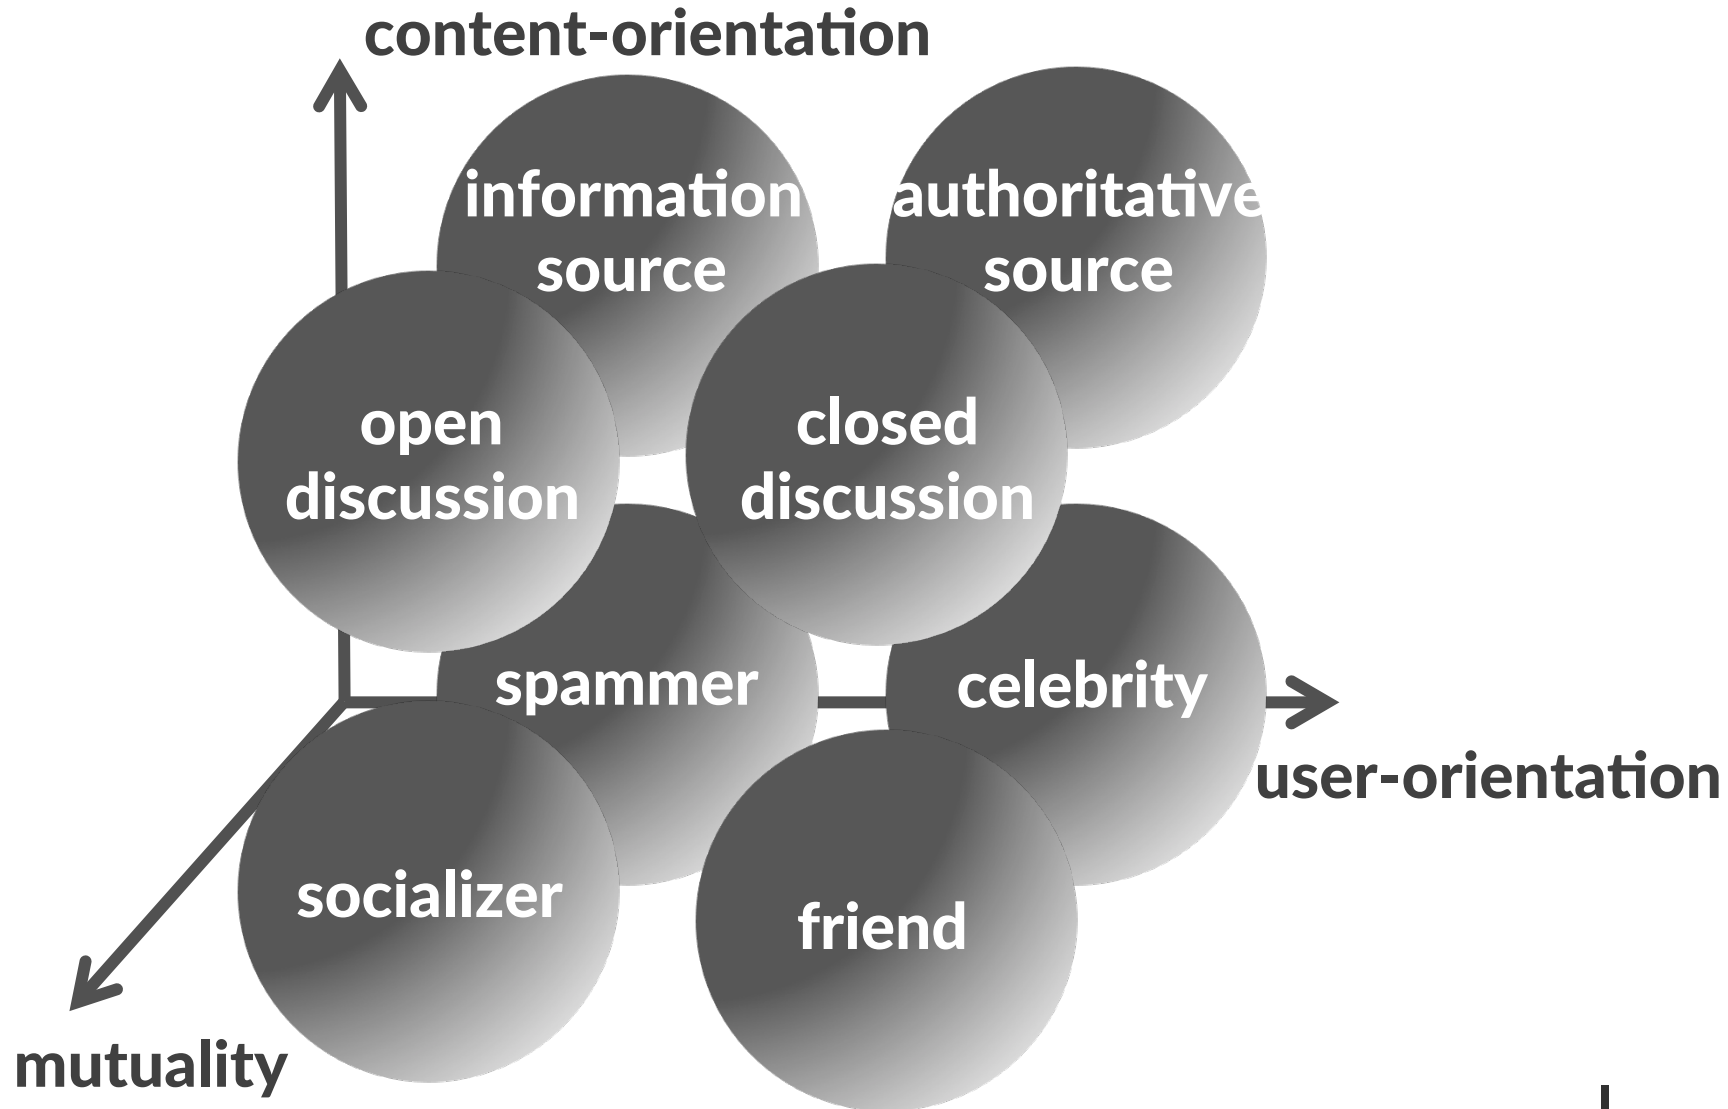 content-orientation
information
source
authoritative
source
open
discussion
closed
discussion
spammer
celebrity
user-orientation
socializer
friend
mutuality